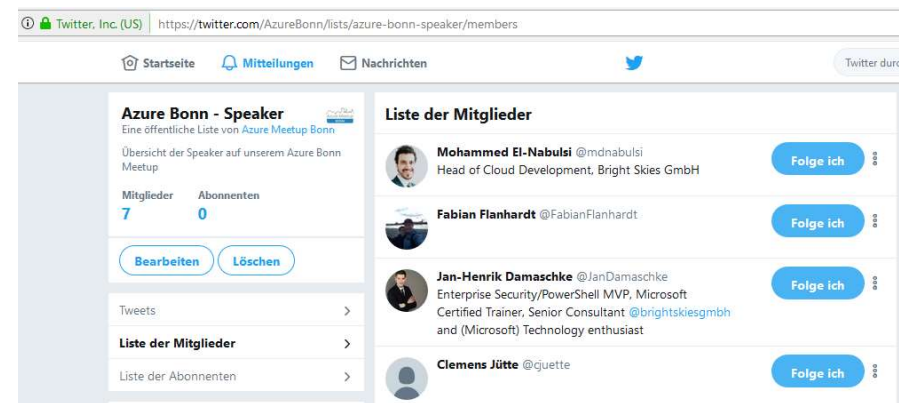 Twitter, Inc. (US) https://twitter.com/AzureBonn/lists/azure-bonn-speaker/members
Startseite Mitteilungen Nachrichten Twitter durc
Azure Bonn - Speaker
Eine öffentliche Liste von Azure Meetup Bonn
Übersicht der Speaker auf unserem Azure Bonn
Meetup
Mitglieder Abonnenten
7 0
Bearbeiten Löschen
Tweets
Liste der Mitglieder
Liste der Abonnenten
Liste der Mitglieder
Mohammed El-Nabulsi @mdnabulsi
Head of Cloud Development, Bright Skies GmbH
Folge ich
Fabian Flanhardt @FabianFlanhardt
Folge ich
Jan-Henrik Damaschke @JanDamaschke
Enterprise Security/PowerShell MVP, Microsoft
Certified Trainer, Senior Consultant @brightskiesgmbh
and (Microsoft) Technology enthusiast
Folge ich
Clemens Jütte @cjuette
Folge ich